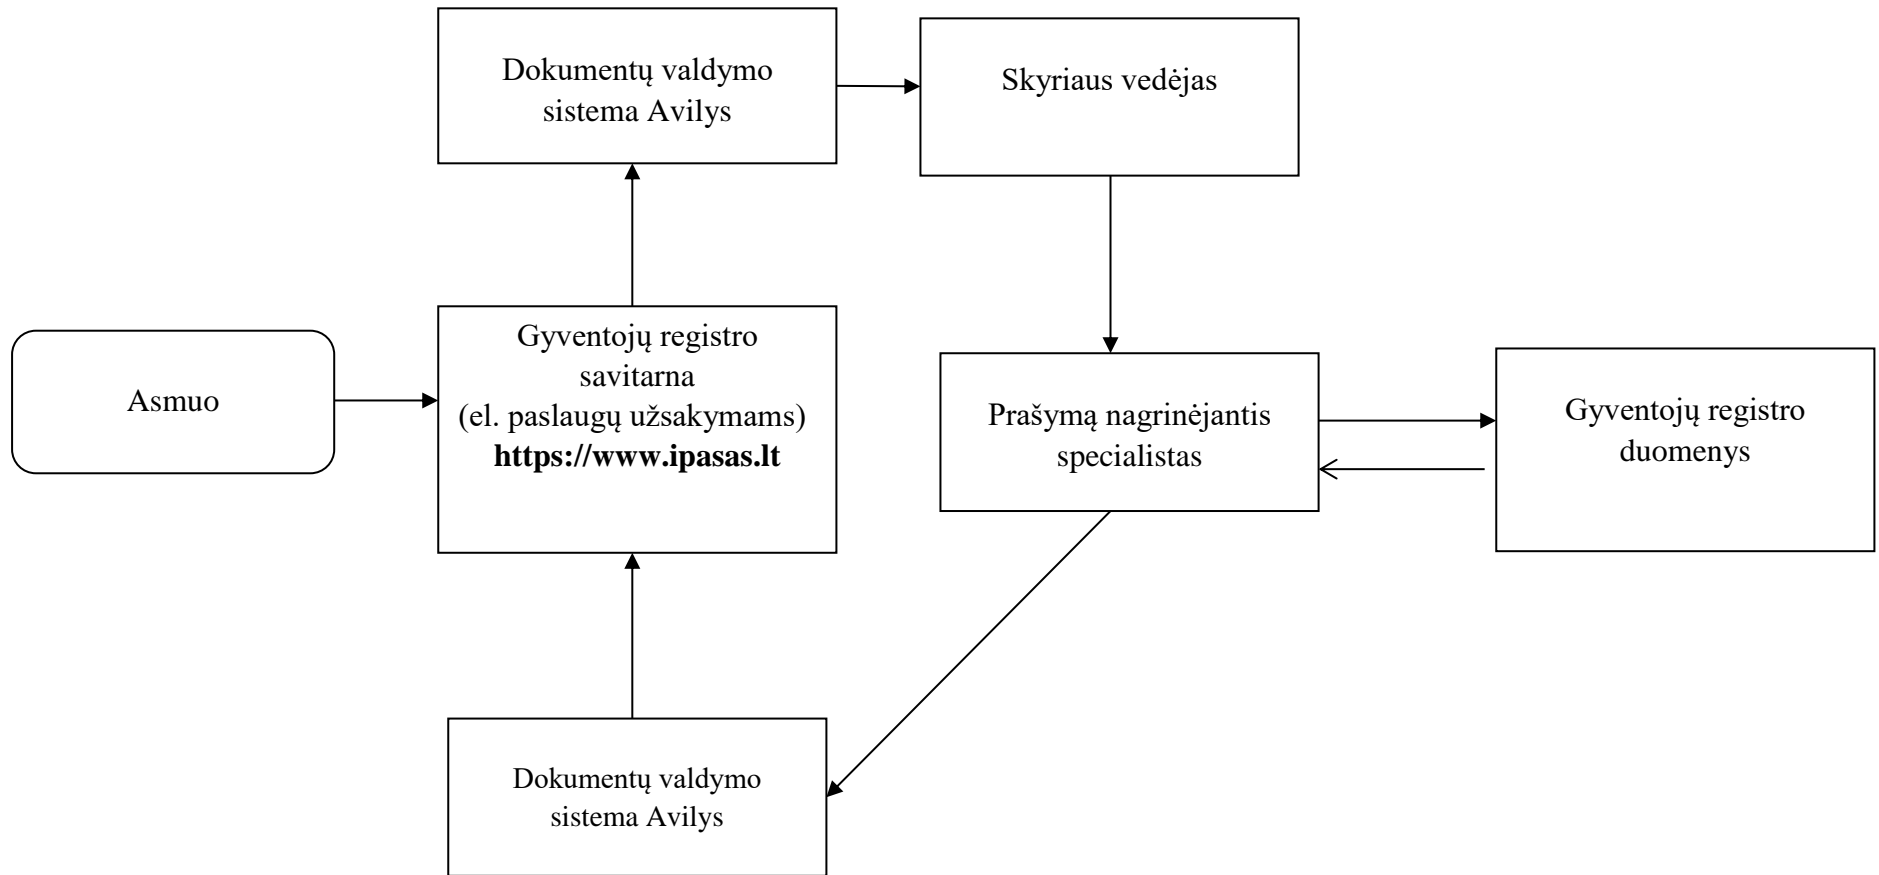 Dokumentų valdymo
sistema Avilys
Skyriaus vedėjas
Asmuo
Gyventojų registro
savitarna
(el. paslaugų užsakymams)
https://www.ipasas.lt
Prašymą nagrinėjantis
specialistas
Gyventojų registro
duomenys
Dokumentų valdymo
sistema Avilys